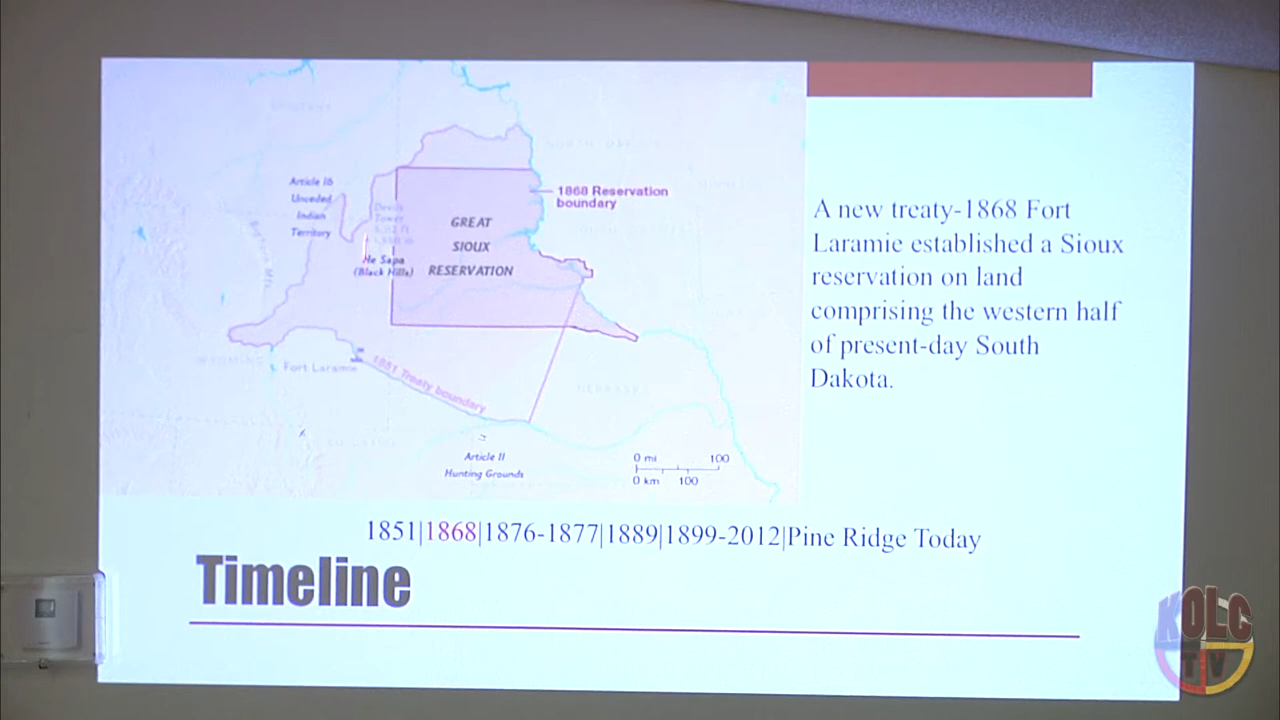 Article 16
Unceded
Indian
Territory
Devils
Tower
He Sapa
(Black Hills)
GREAT
SIOUX
RESERVATION
1868 Reservation
boundary
WYOMING
Fort Laramie
1851 Treaty boundary
NEBRASKA
COLORADO
Article II
Hunting Grounds
0 mi 100
0 km 100
A new treaty-1868 Fort
Laramie established a Sioux
reservation on land
comprising the western half
of present-day South
Dakota.
1851|1868|1876-1877|1889|1899-2012|Pine Ridge Today
Timeline
KOLC
TV